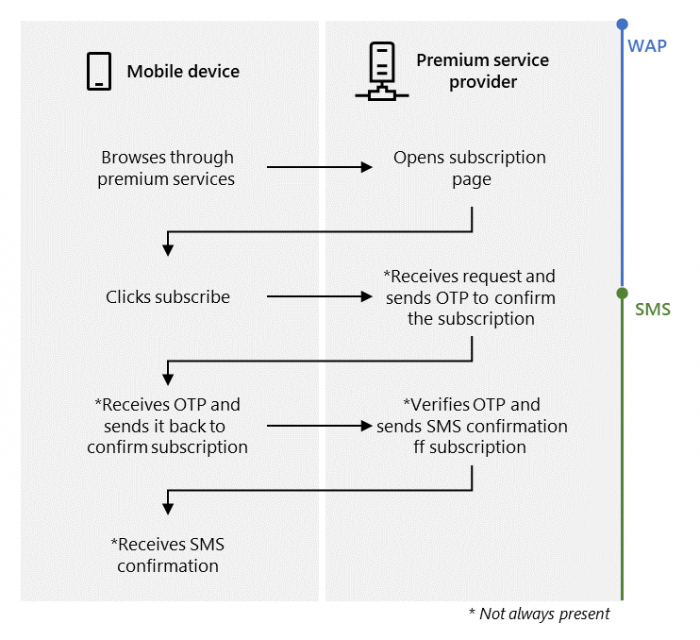 Mobile device
Premium service
provider
WAP
Browses through
premium services
Opens subscription
page
Clicks subscribe
*Receives request and
sends OTP to confirm
the subscription
SMS
*Receives OTP and
sends it back to
confirm subscription
*Verifies OTP and
sends SMS confirmation
ff subscription
*Receives SMS
confirmation
* Not always present